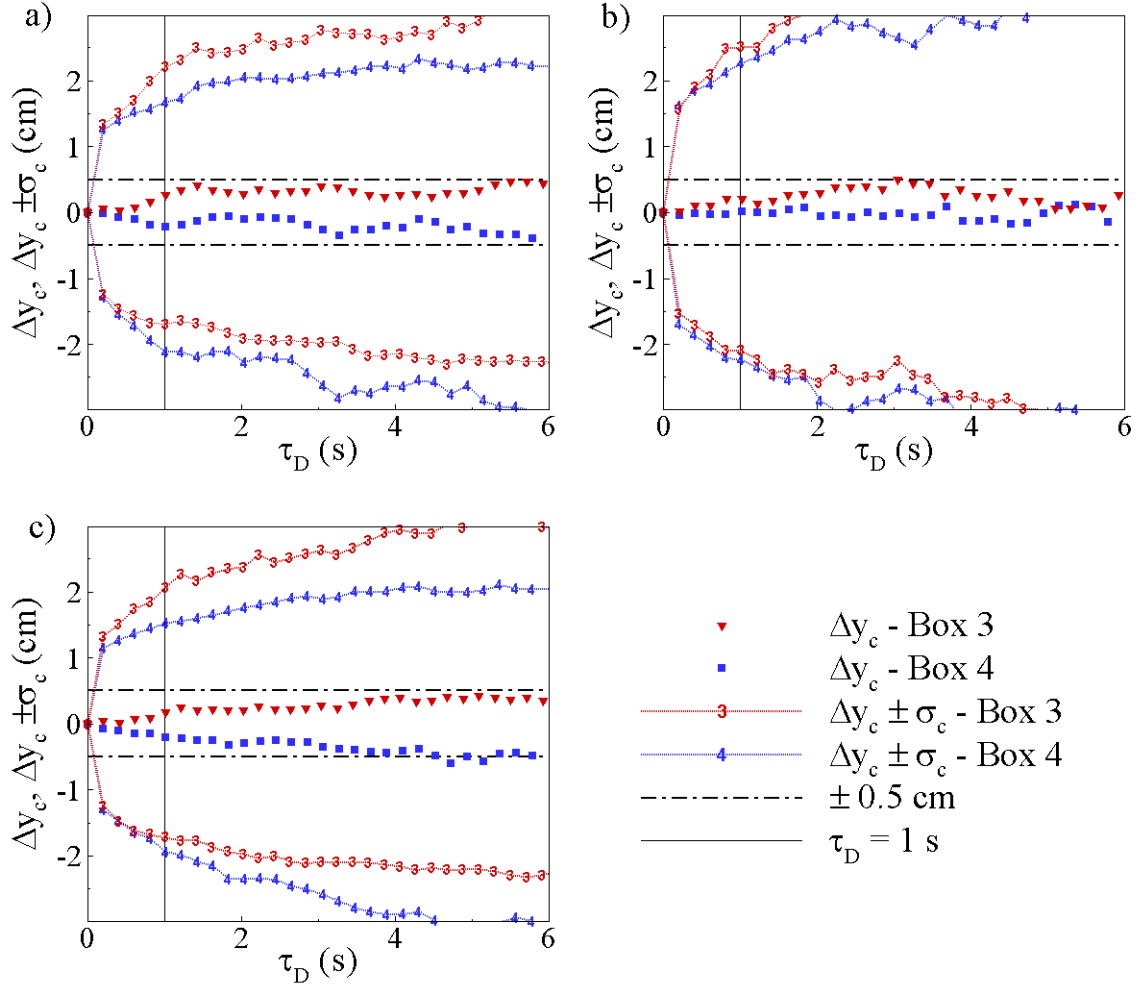 a)
Δy_c, Δy_c ±σ_c (cm)
2
1
0
-1
-2
0 2 4 6
τ_D (s)
b)
Δy_c, Δy_c ±σ_c (cm)
2
1
0
-1
-2
0 2 4 6
τ_D (s)
c)
Δy_c, Δy_c ±σ_c (cm)
2
1
0
-1
-2
0 2 4 6
τ_D (s)
Δy_c - Box 3
Δy_c - Box 4
3 Δy_c ± σ_c - Box 3
4 Δy_c ± σ_c - Box 4
± 0.5 cm
τ_D = 1 s